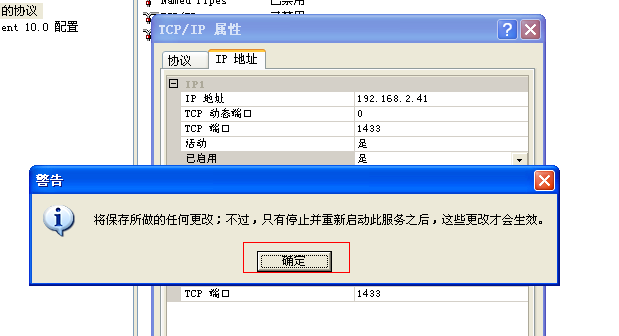 的协议
Named Pipes 已禁用
ent 10.0 配置
TCP/IP 属性
协议 IP 地址
IP1
IP 地址 192.168.2.41
TCP 动态端口 0
TCP 端口 1433
活动 是
已启用 是
警告
将保存所做的任何更改；不过，只有停止并重新启动此服务之后，这些更改才会生效。
确定
TCP 端口 1433